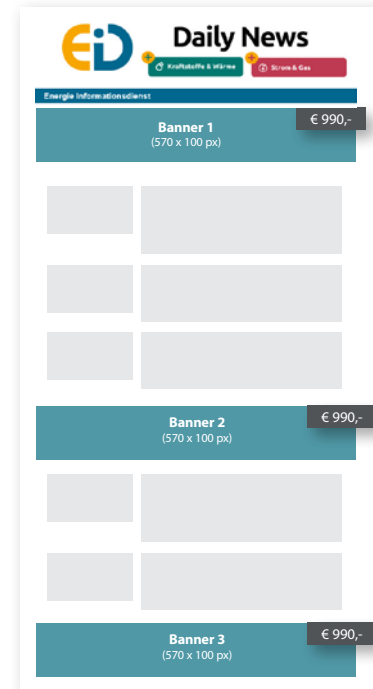 EiD
Daily News
Kraftstoffe & Wärme
Strom & Gas
Energie Informationsdienst
€ 990,-
Banner 1
(570 x 100 px)
€ 990,-
Banner 2
(570 x 100 px)
€ 990,-
Banner 3
(570 x 100 px)